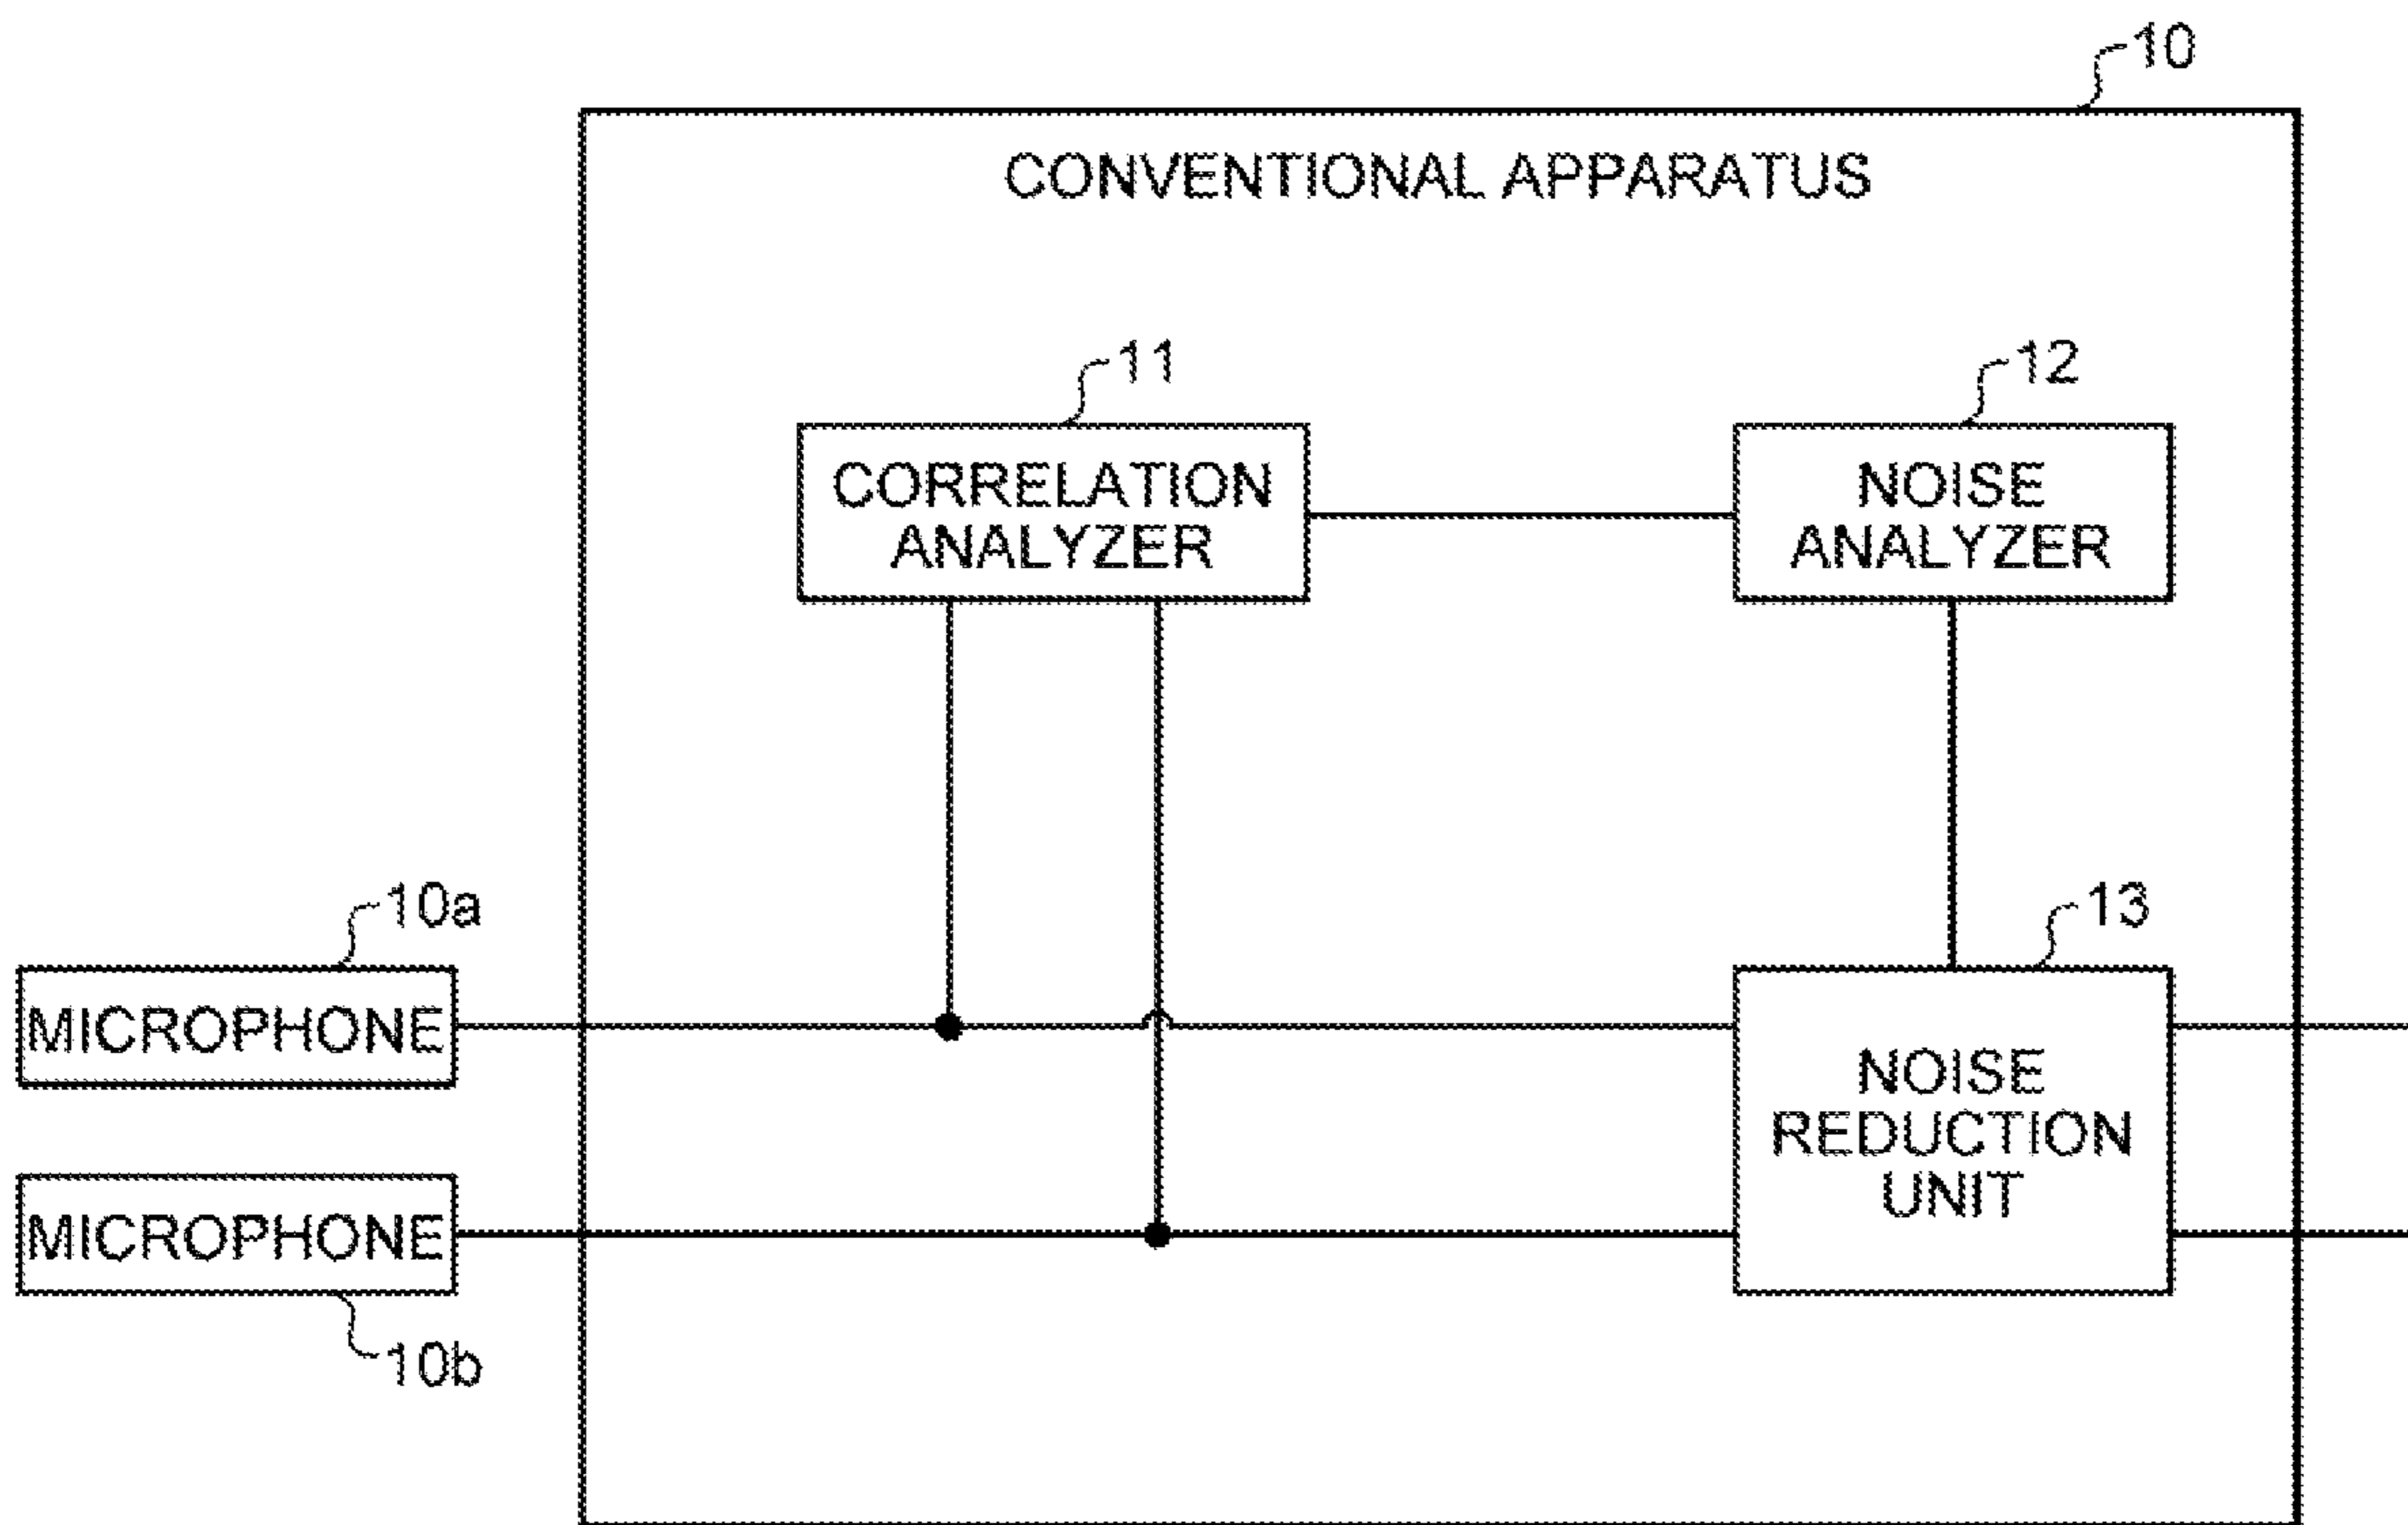 10
CONVENTIONAL APPARATUS
11
12
CORRELATION
ANALYZER
NOISE
ANALYZER
10a
13
MICROPHONE
NOISE
REDUCTION
UNIT
MICROPHONE
10b